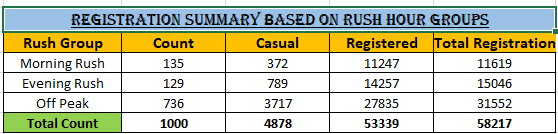 REGISTRATION SUMMARY BASED ON RUSH HOUR GROUPS
Rush Group Count Casual Registered Total Registration
Morning Rush 135 372 11247 11619
Evening Rush 129 789 14257 15046
Off Peak 736 3717 27835 31552
Total Count 1000 4878 53339 58217